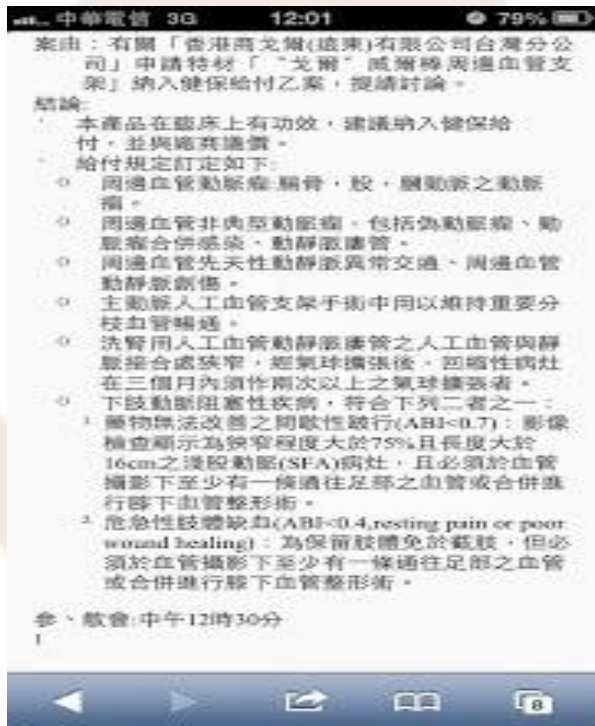 中華電信 3G 12:01 79%
案由：有關「香港商戈爾(遠東)有限公司台灣分公
司」申請特材「〝戈爾〞威爾棒周邊血管支
架」納入健保給付乙案，提請討論。
結論:
本產品在臨床上有功效，建議納入健保給
付，並與廠商議價。
給付規定訂定如下:
周邊血管動脈瘤:腸骨、股、膕動脈之動脈
瘤。
周邊血管非典型動脈瘤、包括偽動脈瘤、動
脈瘤合併感染、動靜脈廔管。
周邊血管先天性動靜脈異常交通、周邊血管
動靜脈創傷。
主動脈人工血管支架手術中用以維持重要分
枝血管暢通。
洗腎用人工血管動靜脈廔管之人工血管與靜
脈接合處狹窄，經氣球擴張後，回縮性病灶
在三個月內須作兩次以上之氣球擴張者。
下肢動脈阻塞性疾病，符合下列二者之一：
1. 藥物無法改善之間歇性跛行(ABI<0.7)：影像
檢查顯示為狹窄程度大於75%且長度大於
16cm之淺股動脈(SFA)病灶，且必須於血管
攝影下至少有一條通往足部之血管或合併進
行膝下血管整形術。
2. 危急性肢體缺血(ABI<0.4,resting pain or poor
wound healing)：為保留肢體免於截肢，但必
須於血管攝影下至少有一條通往足部之血管
或合併進行膝下血管整形術。
參、散會:中午12時30分
1
8